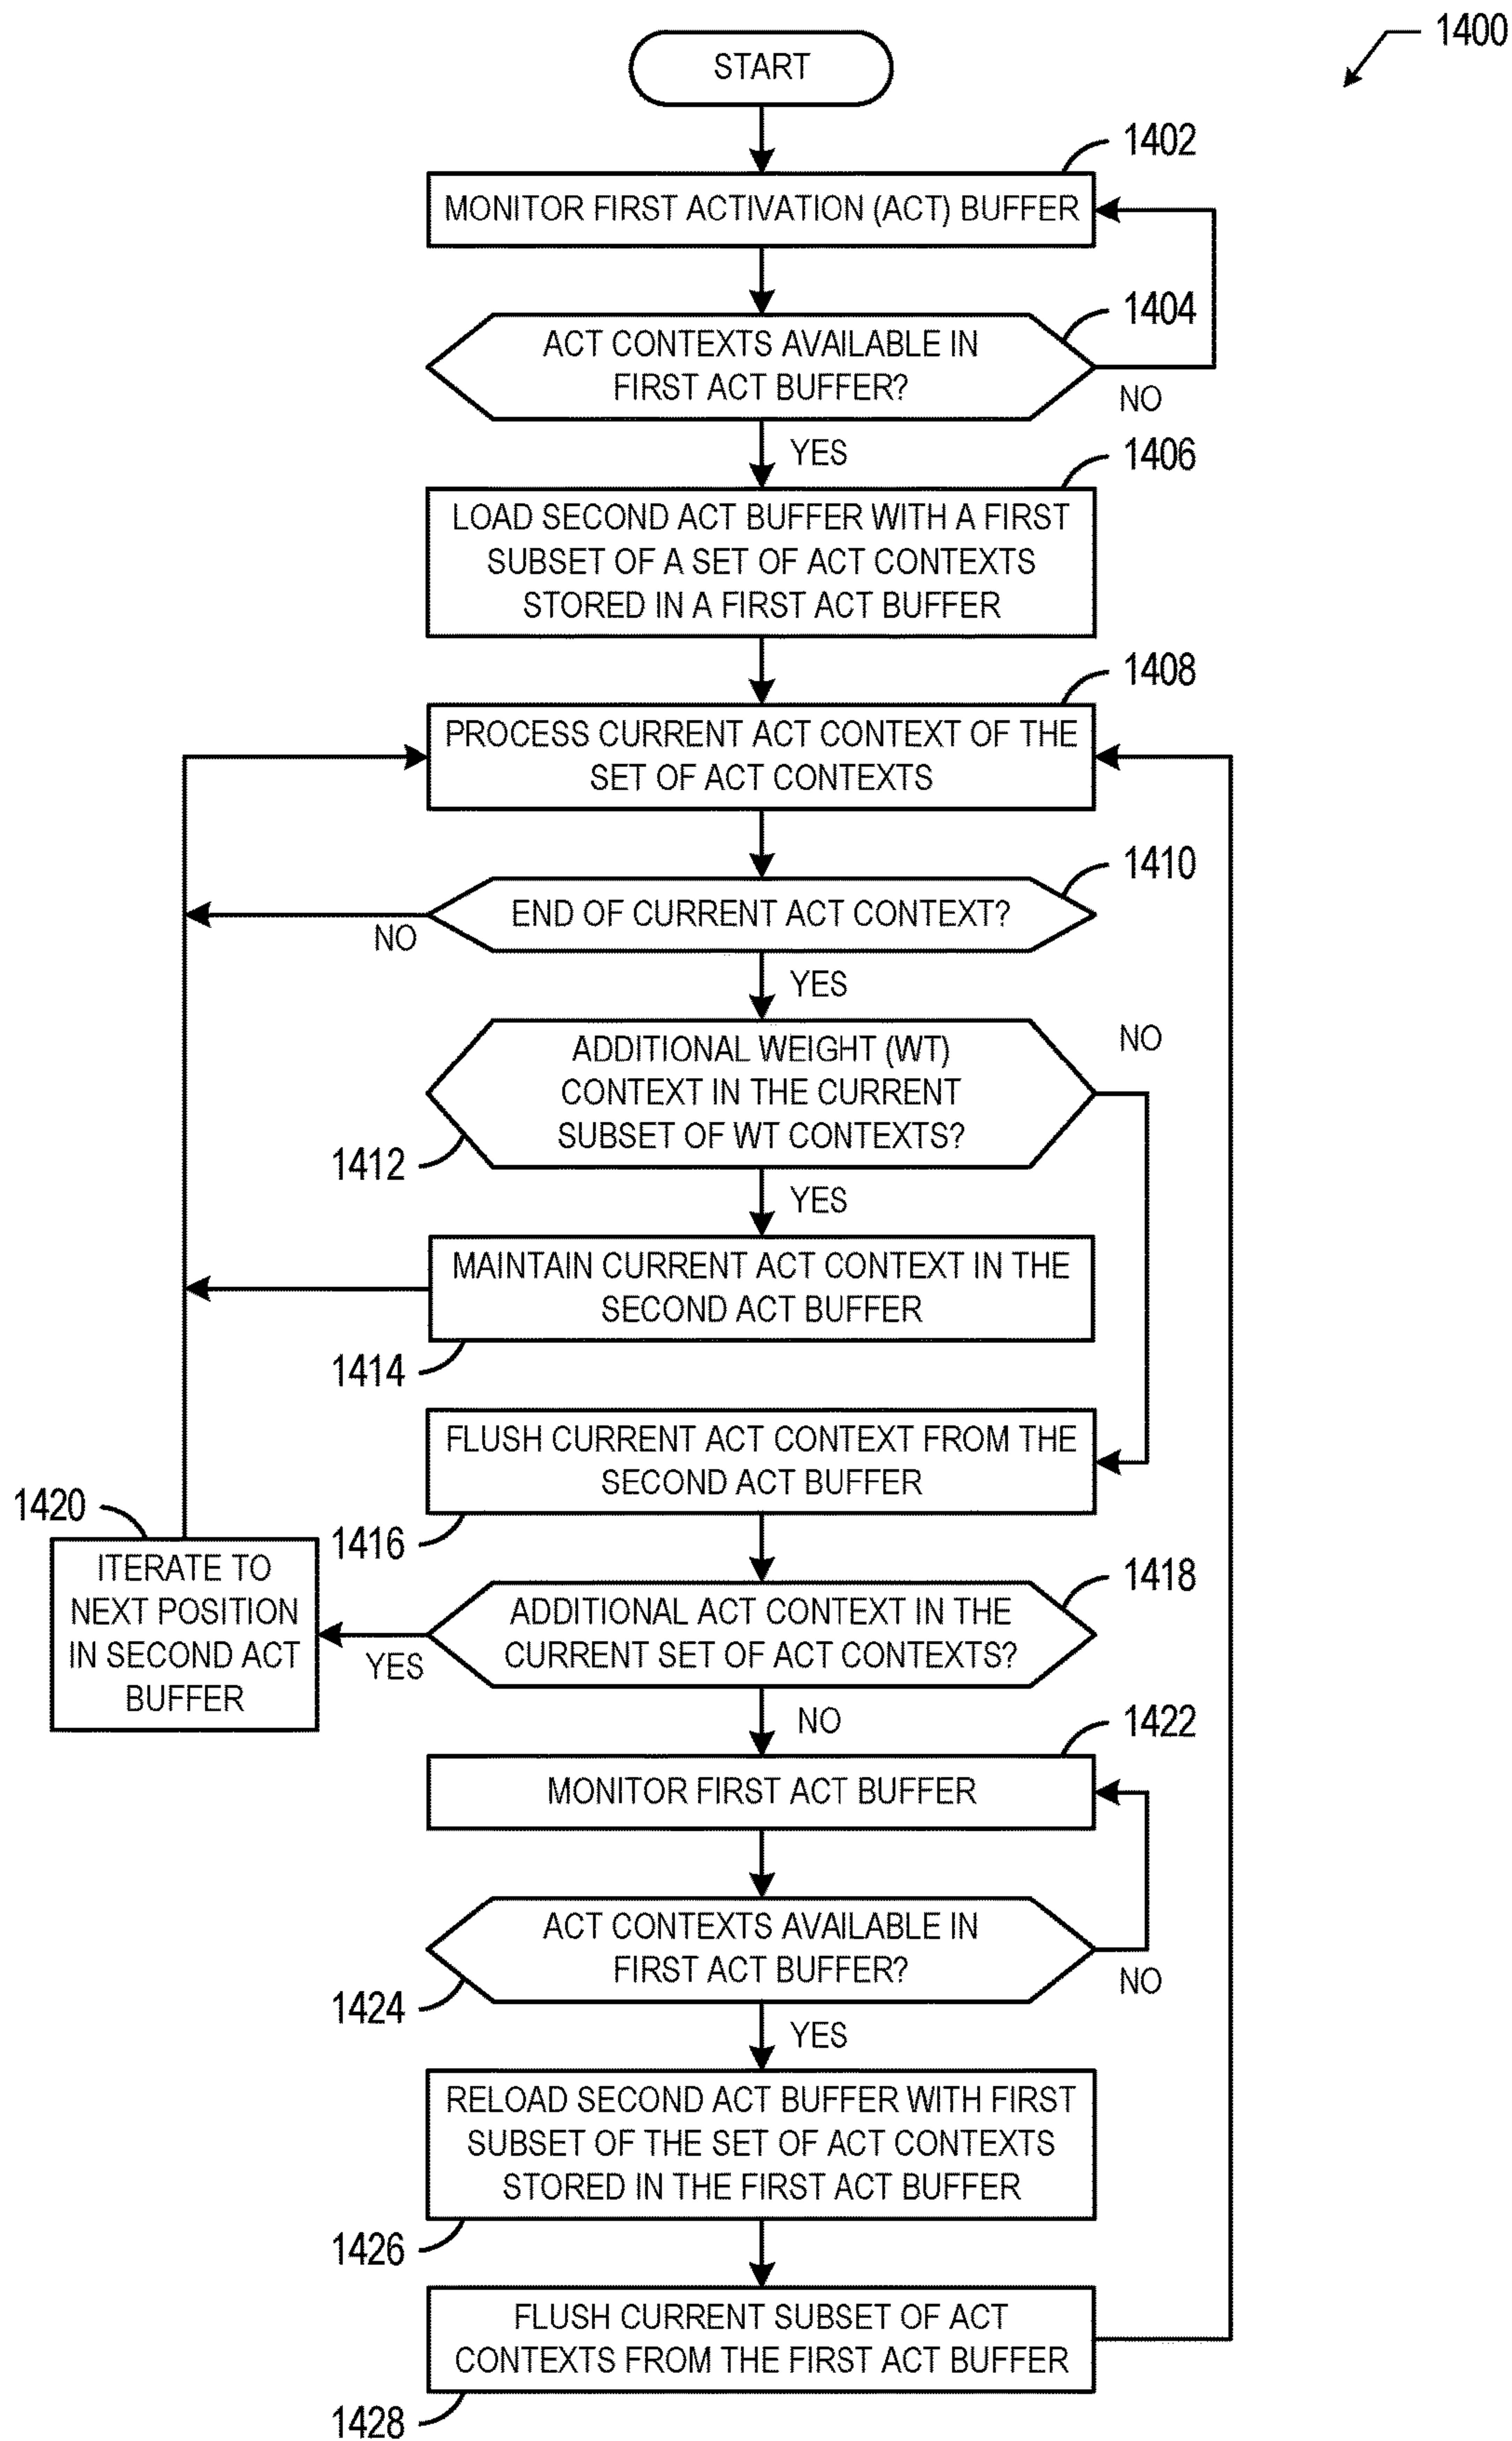 1400
START
1402
MONITOR FIRST ACTIVATION (ACT) BUFFER
1404
ACT CONTEXTS AVAILABLE IN
FIRST ACT BUFFER?
NO
YES
1406
LOAD SECOND ACT BUFFER WITH A FIRST
SUBSET OF A SET OF ACT CONTEXTS
STORED IN A FIRST ACT BUFFER
1408
PROCESS CURRENT ACT CONTEXT OF THE
SET OF ACT CONTEXTS
1410
END OF CURRENT ACT CONTEXT?
NO
YES
NO
ADDITIONAL WEIGHT (WT)
CONTEXT IN THE CURRENT
SUBSET OF WT CONTEXTS?
1412
YES
MAINTAIN CURRENT ACT CONTEXT IN THE
SECOND ACT BUFFER
1414
FLUSH CURRENT ACT CONTEXT FROM THE
SECOND ACT BUFFER
1416
1420
ITERATE TO
NEXT POSITION
IN SECOND ACT
BUFFER
1418
ADDITIONAL ACT CONTEXT IN THE
CURRENT SET OF ACT CONTEXTS?
YES
NO
1422
MONITOR FIRST ACT BUFFER
ACT CONTEXTS AVAILABLE IN
FIRST ACT BUFFER?
NO
1424
YES
RELOAD SECOND ACT BUFFER WITH FIRST
SUBSET OF THE SET OF ACT CONTEXTS
STORED IN THE FIRST ACT BUFFER
1426
FLUSH CURRENT SUBSET OF ACT
CONTEXTS FROM THE FIRST ACT BUFFER
1428